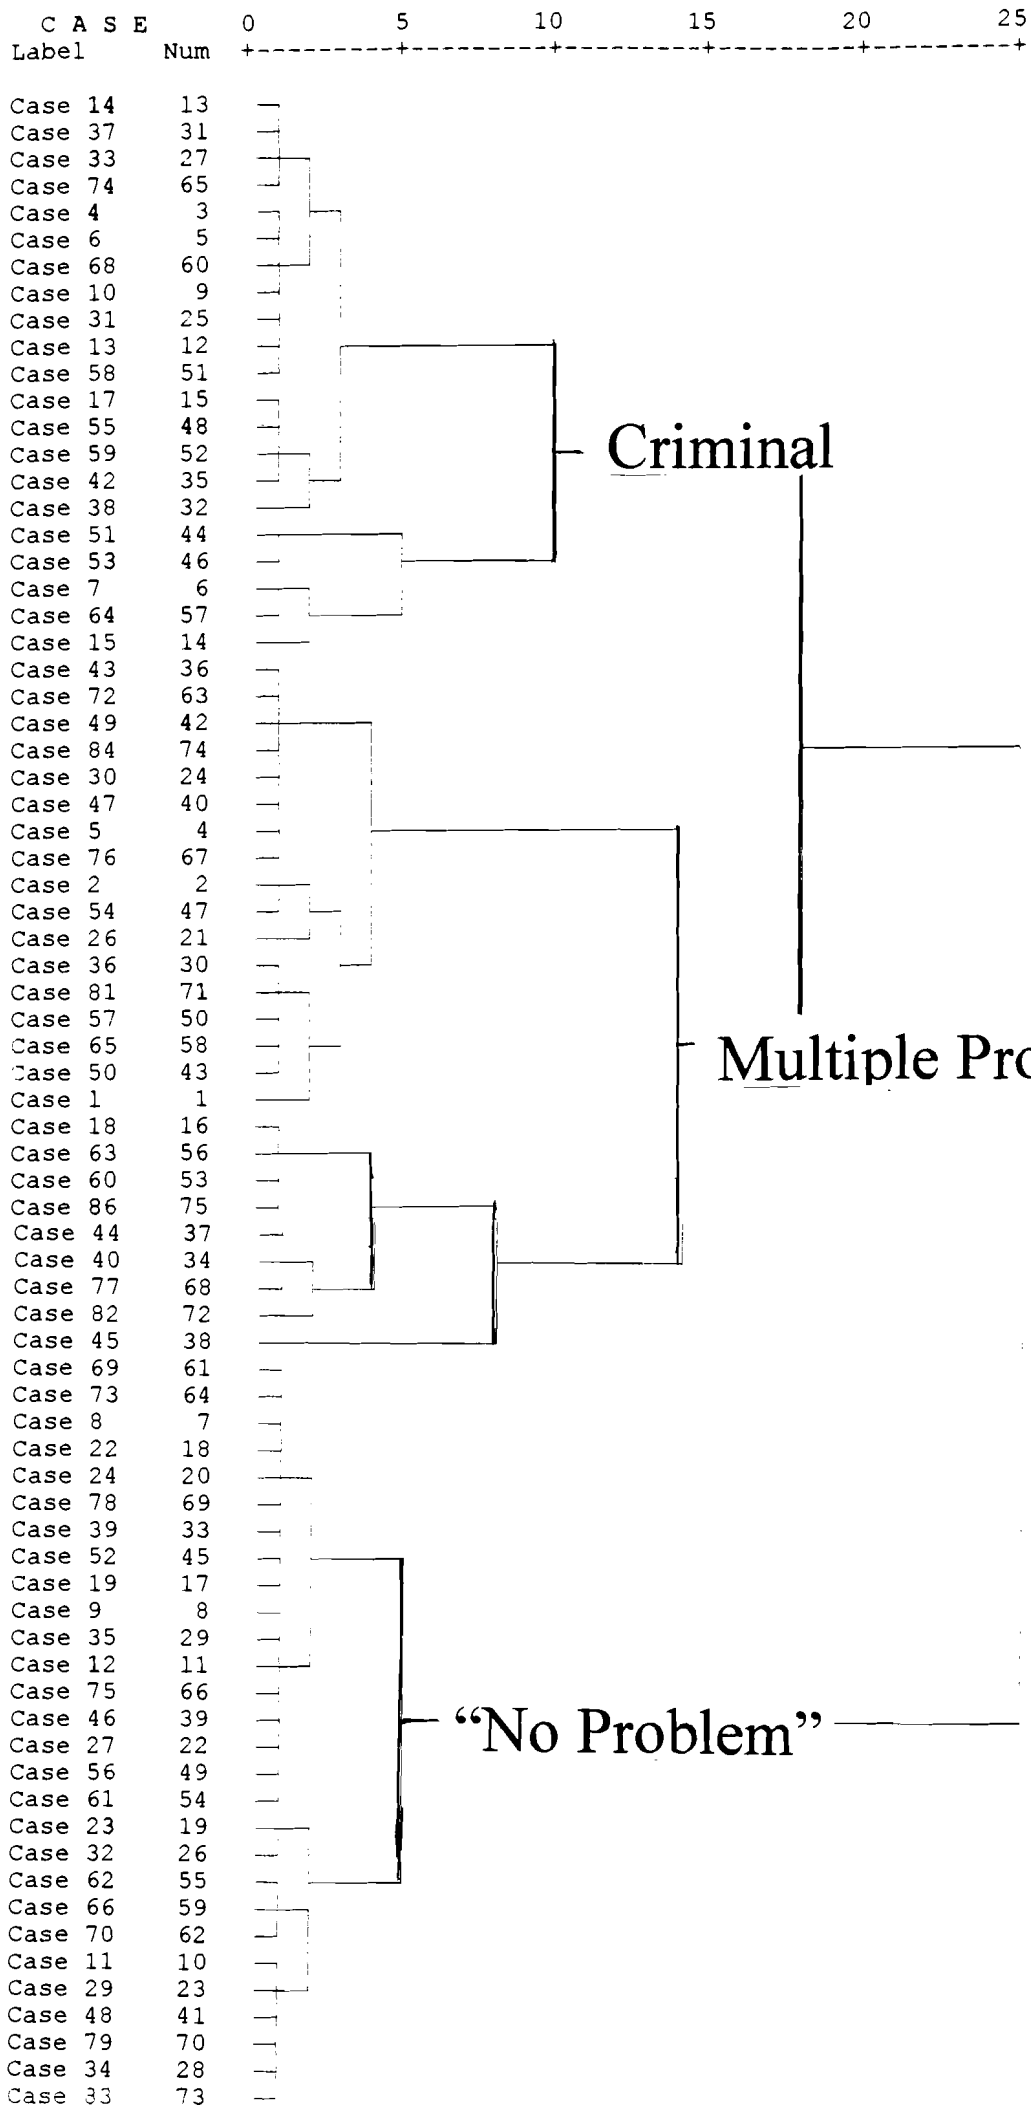 C A S E 0 5 10 15 20 25
Label Num +---------+---------+---------+---------+---------+
Case 14 13
Case 37 31
Case 33 27
Case 74 65
Case 4 3
Case 6 5
Case 68 60
Case 10 9
Case 31 25
Case 13 12
Case 58 51
Case 17 15
Case 55 48
Criminal
Case 59 52
Case 42 35
Case 38 32
Case 51 44
Case 53 46
Case 7 6
Case 64 57
Case 15 14
Case 43 36
Case 72 63
Case 49 42
Case 84 74
Case 30 24
Case 47 40
Case 5 4
Case 76 67
Case 2 2
Case 54 47
Case 26 21
Case 36 30
Case 81 71
Case 57 50
Case 65 58
Multiple Pro
Case 50 43
Case 1 1
Case 18 16
Case 63 56
Case 60 53
Case 86 75
Case 44 37
Case 40 34
Case 77 68
Case 82 72
Case 45 38
Case 69 61
Case 73 64
Case 8 7
Case 22 18
Case 24 20
Case 78 69
Case 39 33
Case 52 45
Case 19 17
Case 9 8
Case 35 29
Case 12 11
Case 75 66
Case 46 39
“No Problem”
Case 27 22
Case 56 49
Case 61 54
Case 23 19
Case 32 26
Case 62 55
Case 66 59
Case 70 62
Case 11 10
Case 29 23
Case 48 41
Case 79 70
Case 34 28
Case 33 73